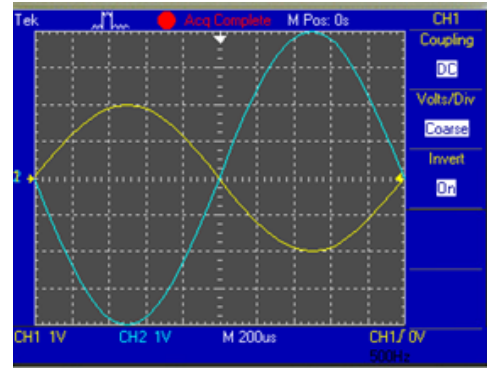 Tek Acq Complete M Pos: 0s CH1
Coupling
DC
Volts/Div
Coarse
Invert
On
2
CH1 1V CH2 1V M 200us CH1 0V
500Hz